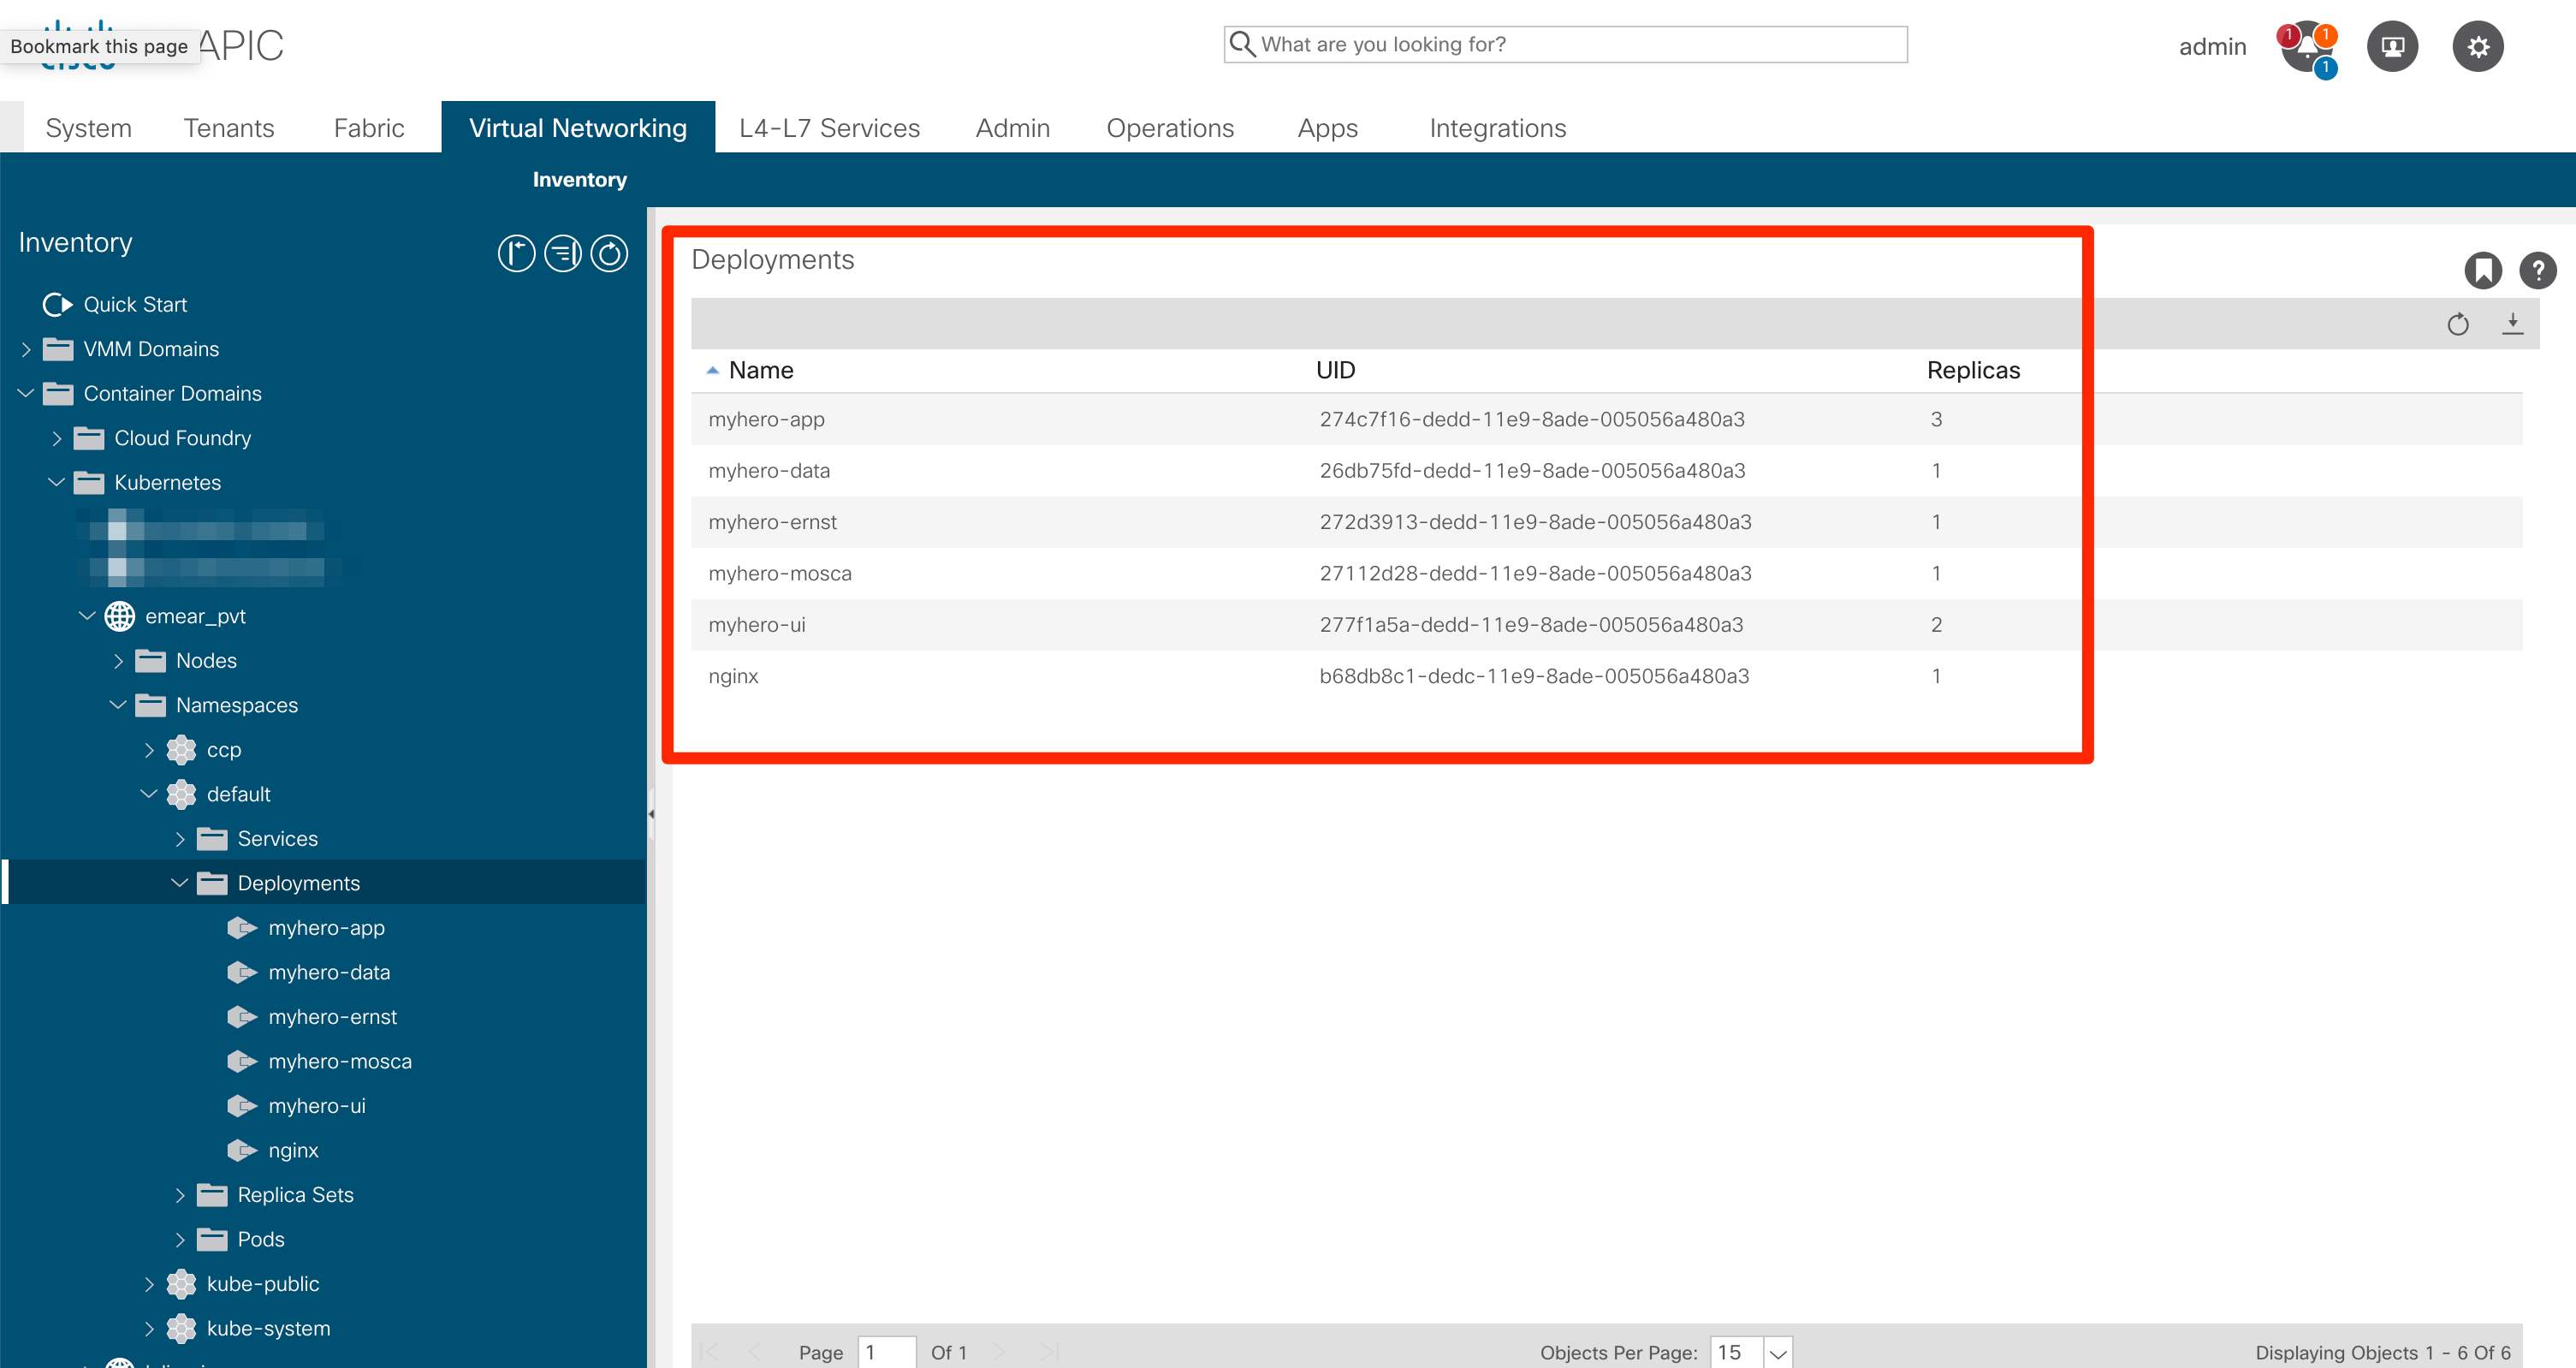 Bookmark this page
APIC
What are you looking for?
admin
1
1
1
System Tenants Fabric Virtual Networking L4-L7 Services Admin Operations Apps Integrations
Inventory
Inventory
Quick Start
VMM Domains
Container Domains
Cloud Foundry
Kubernetes
emear_pvt
Nodes
Namespaces
ccp
default
Services
Deployments
myhero-app
myhero-data
myhero-ernst
myhero-mosca
myhero-ui
nginx
Replica Sets
Pods
kube-public
kube-system
Deployments
?
Name UID Replicas
myhero-app 274c7f16-dedd-11e9-8ade-005056a480a3 3
myhero-data 26db75fd-dedd-11e9-8ade-005056a480a3 1
myhero-ernst 272d3913-dedd-11e9-8ade-005056a480a3 1
myhero-mosca 27112d28-dedd-11e9-8ade-005056a480a3 1
myhero-ui 277f1a5a-dedd-11e9-8ade-005056a480a3 2
nginx b68db8c1-dedc-11e9-8ade-005056a480a3 1
Page 1 Of 1 Objects Per Page: 15 Displaying Objects 1 - 6 Of 6